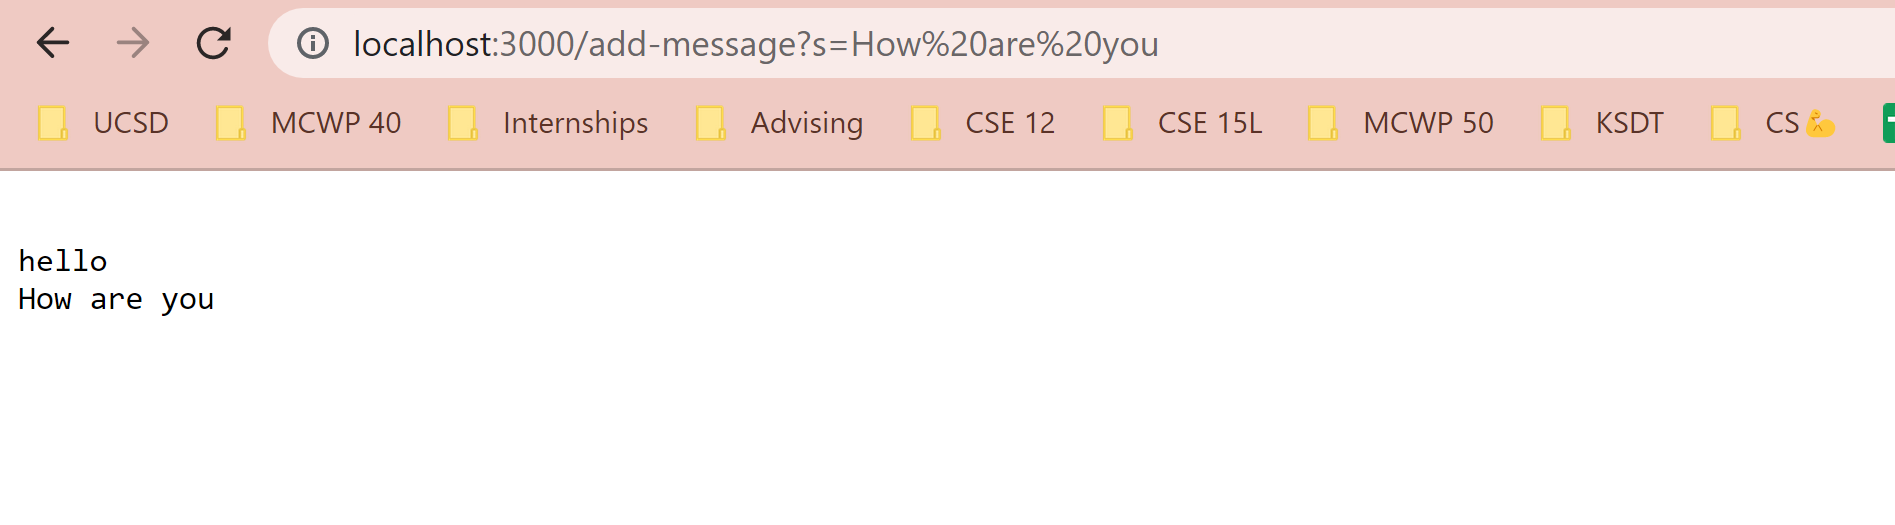 localhost:3000/add-message?s=How%20are%20you
UCSD MCWP 40 Internships Advising CSE 12 CSE 15L MCWP 50 KSDT CS💪
hello
How are you